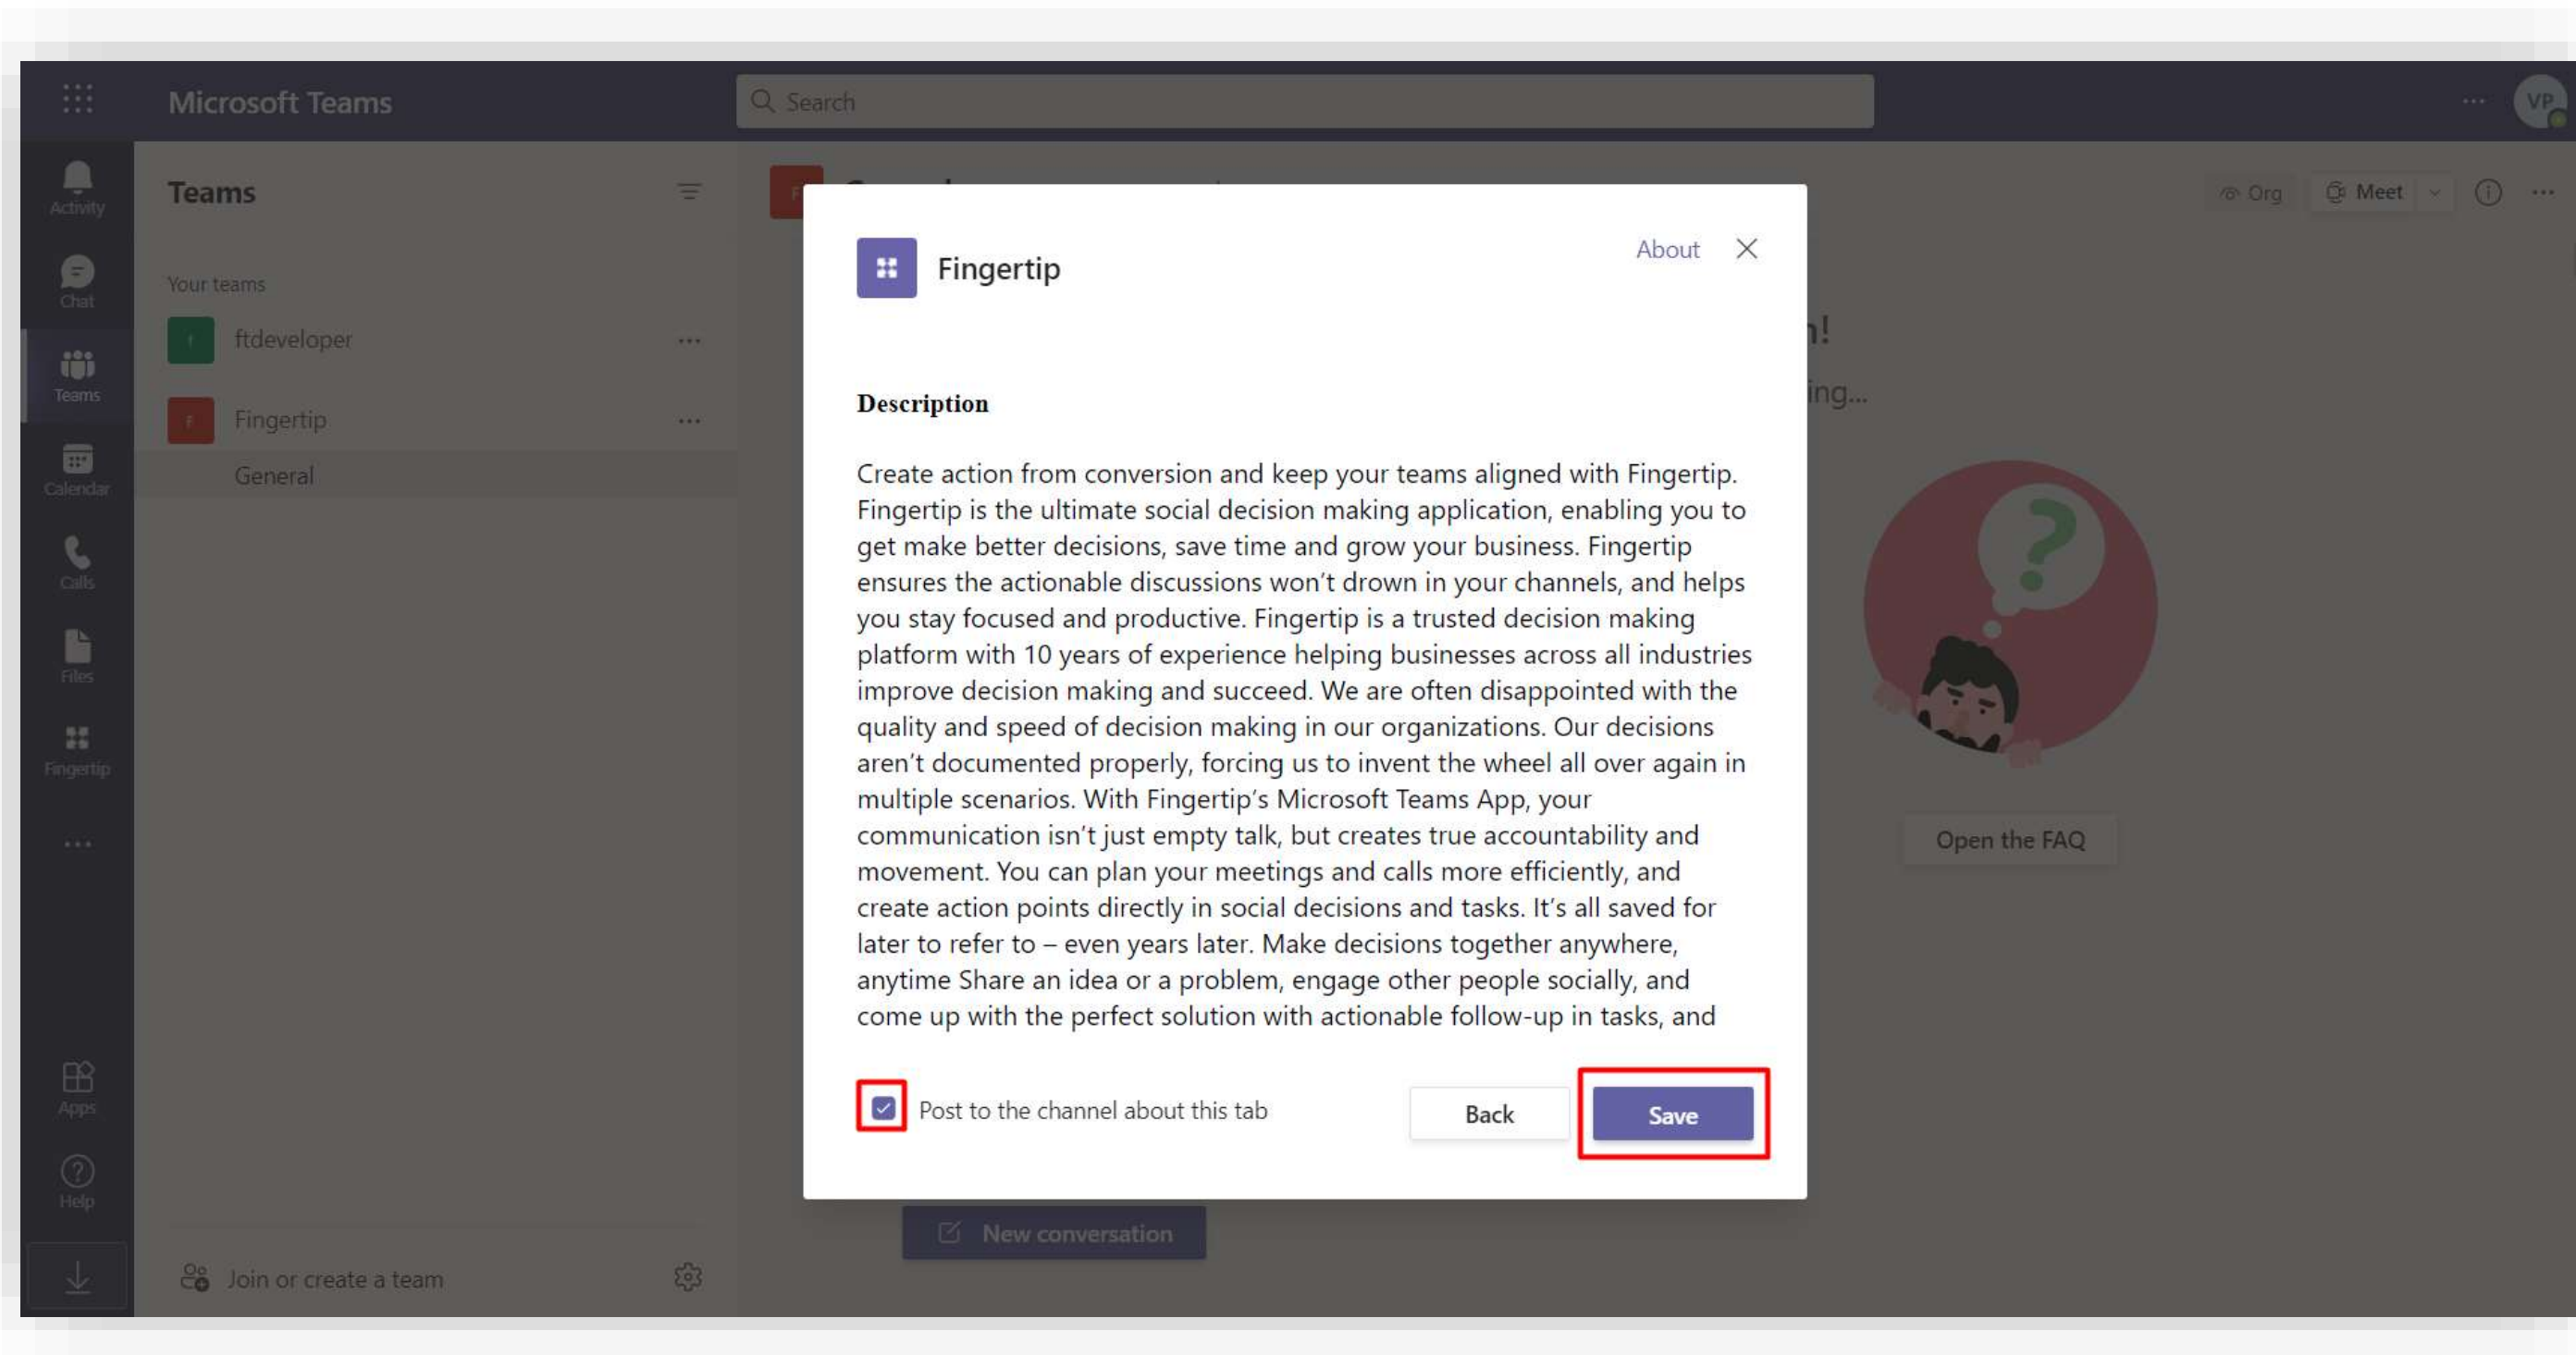 Microsoft Teams
Search
VP
Activity
Teams
Org
Meet
Fingertip
About
Chat
Your teams
ftdeveloper
Teams
Fingertip
General
Calendar
Calls
Files
Fingertip
n!
ing...
Description
Create action from conversion and keep your teams aligned with Fingertip.
Fingertip is the ultimate social decision making application, enabling you to
get make better decisions, save time and grow your business. Fingertip
ensures the actionable discussions won't drown in your channels, and helps
you stay focused and productive. Fingertip is a trusted decision making
platform with 10 years of experience helping businesses across all industries
improve decision making and succeed. We are often disappointed with the
quality and speed of decision making in our organizations. Our decisions
aren't documented properly, forcing us to invent the wheel all over again in
multiple scenarios. With Fingertip's Microsoft Teams App, your
communication isn't just empty talk, but creates true accountability and
movement. You can plan your meetings and calls more efficiently, and
create action points directly in social decisions and tasks. It's all saved for
later to refer to – even years later. Make decisions together anywhere,
anytime Share an idea or a problem, engage other people socially, and
come up with the perfect solution with actionable follow-up in tasks, and
Open the FAQ
Post to the channel about this tab
Back
Save
Apps
Help
New conversation
Join or create a team